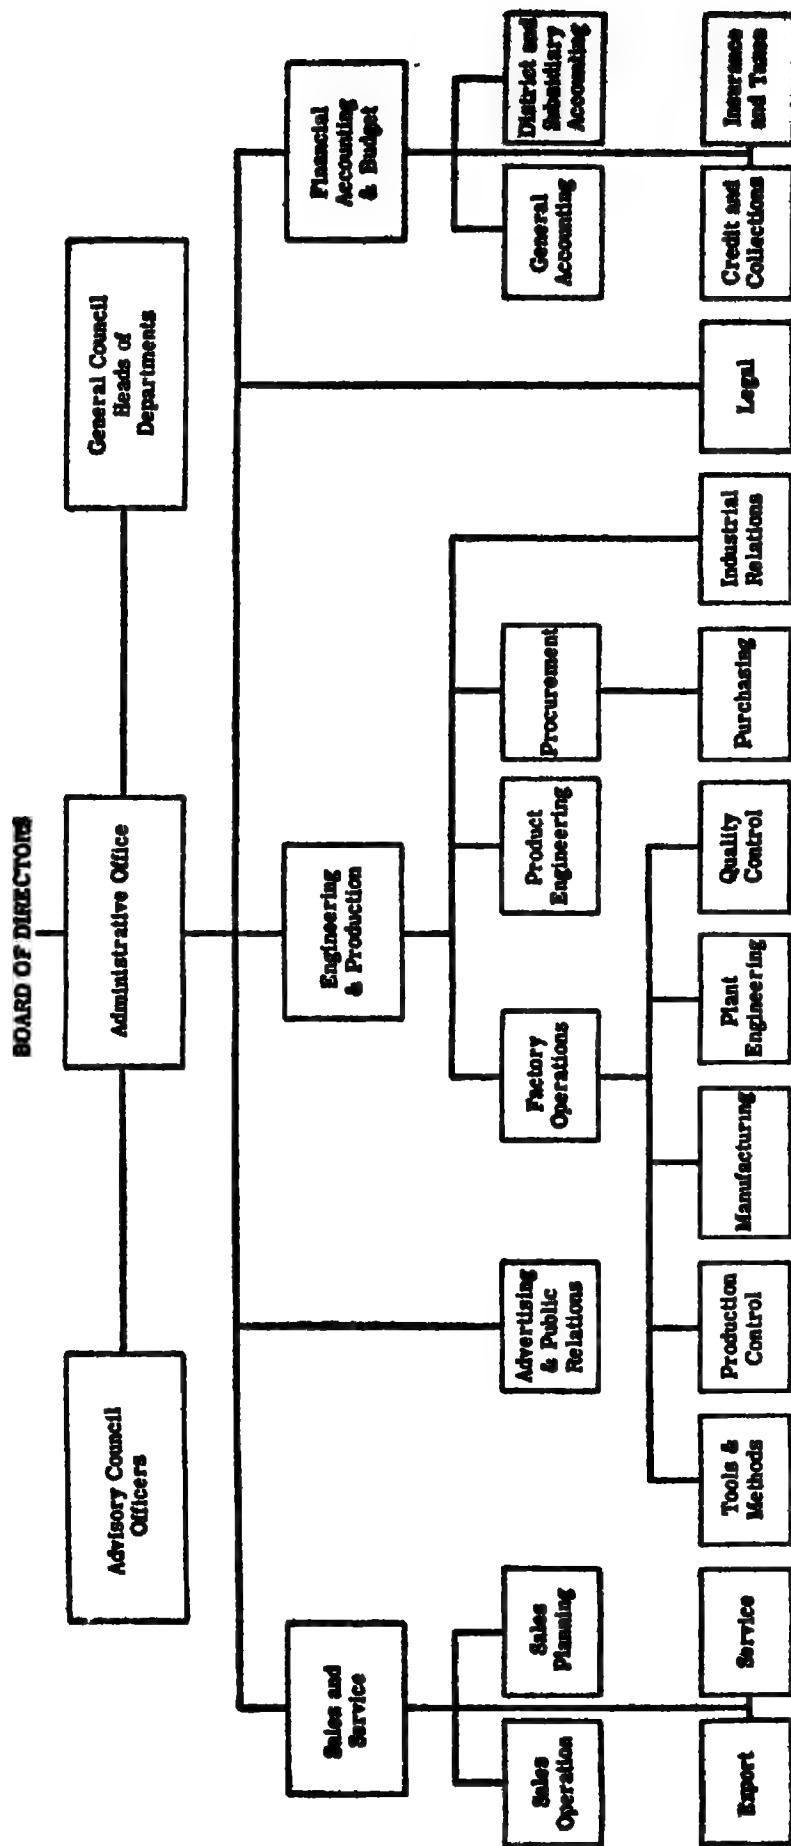 BOARD OF DIRECTORS
Advisory Council
Officers
Administrative Office
General Council
Heads of
Departments
Sales and
Service
Engineering
& Production
Financial
Accounting
& Budget
Sales
Operation
Sales
Planning
Advertising
& Public
Relations
Factory
Operations
Product
Engineering
Procurement
General
Accounting
District and
Subsidiary
Accounting
Export
Service
Tools &
Methods
Production
Control
Manufacturing
Plant
Engineering
Quality
Control
Purchasing
Industrial
Relations
Legal
Credit and
Collections
Insurance
and Taxes